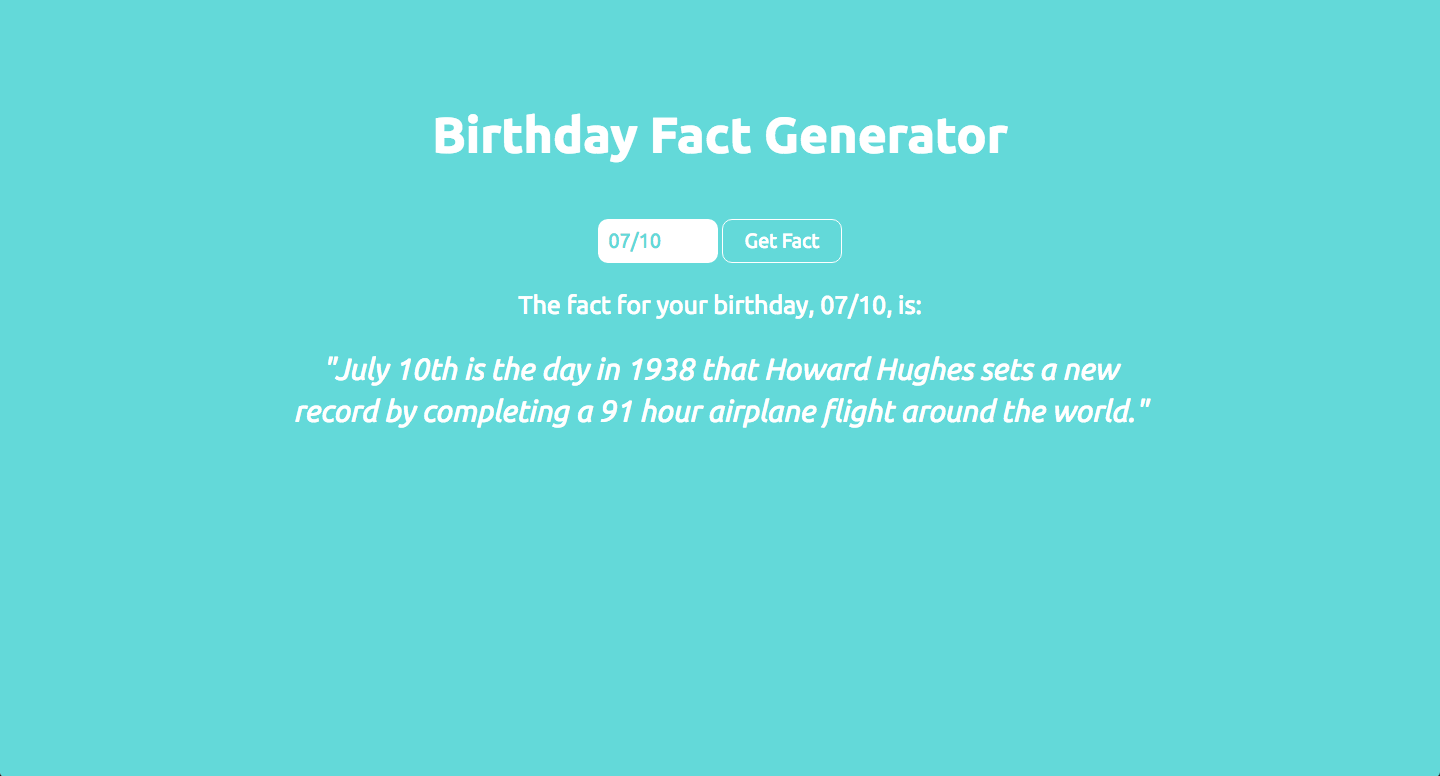 Birthday Fact Generator
07/10 Get Fact
The fact for your birthday, 07/10, is:
"July 10th is the day in 1938 that Howard Hughes sets a new
record by completing a 91 hour airplane flight around the world."